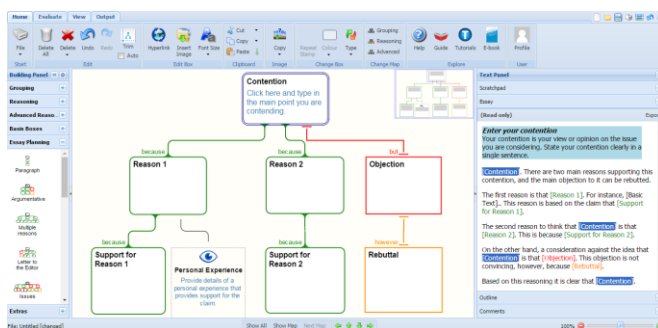 Home Evaluate View Output
File Delete All Delete Undo Redo Trim Auto Hyperlink Insert Image Font Size Cut Copy Paste Copy Repeat Stamp Colour Type Grouping Reasoning Advanced Help Guide Tutorials E-book Profile
Start Edit Edit Box Clipboard Image Change Box Change Map Explore User
Building Panel
Grouping
Reasoning
Advanced Reaso...
Basic Boxes
Essay Planning
Paragraph
Argumentative
Multiple
reasons
Letter to
the Editor
Issues
Extras
Contention
Click here and type in
the main point you are
contending.
because
because
but
Reason 1
Reason 2
Objection
because
because
however
Support for
Reason 1
Personal Experience
Provide details of a
personal experience that
provides support for the
claim
Support for
Reason 2
Rebuttal
Text Panel
Scratchpad
Essay
(Read only) Expo
Enter your contention
Your contention is your view or opinion on the issue
you are considering. State your contention clearly in a
single sentence.
[Contention]. There are two main reasons supporting this
contention, and the main objection to it can be rebutted.
The first reason is that [Reason 1]. For instance, [Basic
Text].. This reason is based on the claim that [Support
for Reason 1].
The second reason to think that [Contention] is that
[Reason 2]. This is because [Support for Reason 2].
On the other hand, a consideration against the idea that
[Contention] is that [Objection]. This objection is not
convincing, however, because [Rebuttal].
Based on this reasoning it is clear that [Contention].
Outline
Comments
File: Untitled [changed] Show All Show Map Next Map 100%